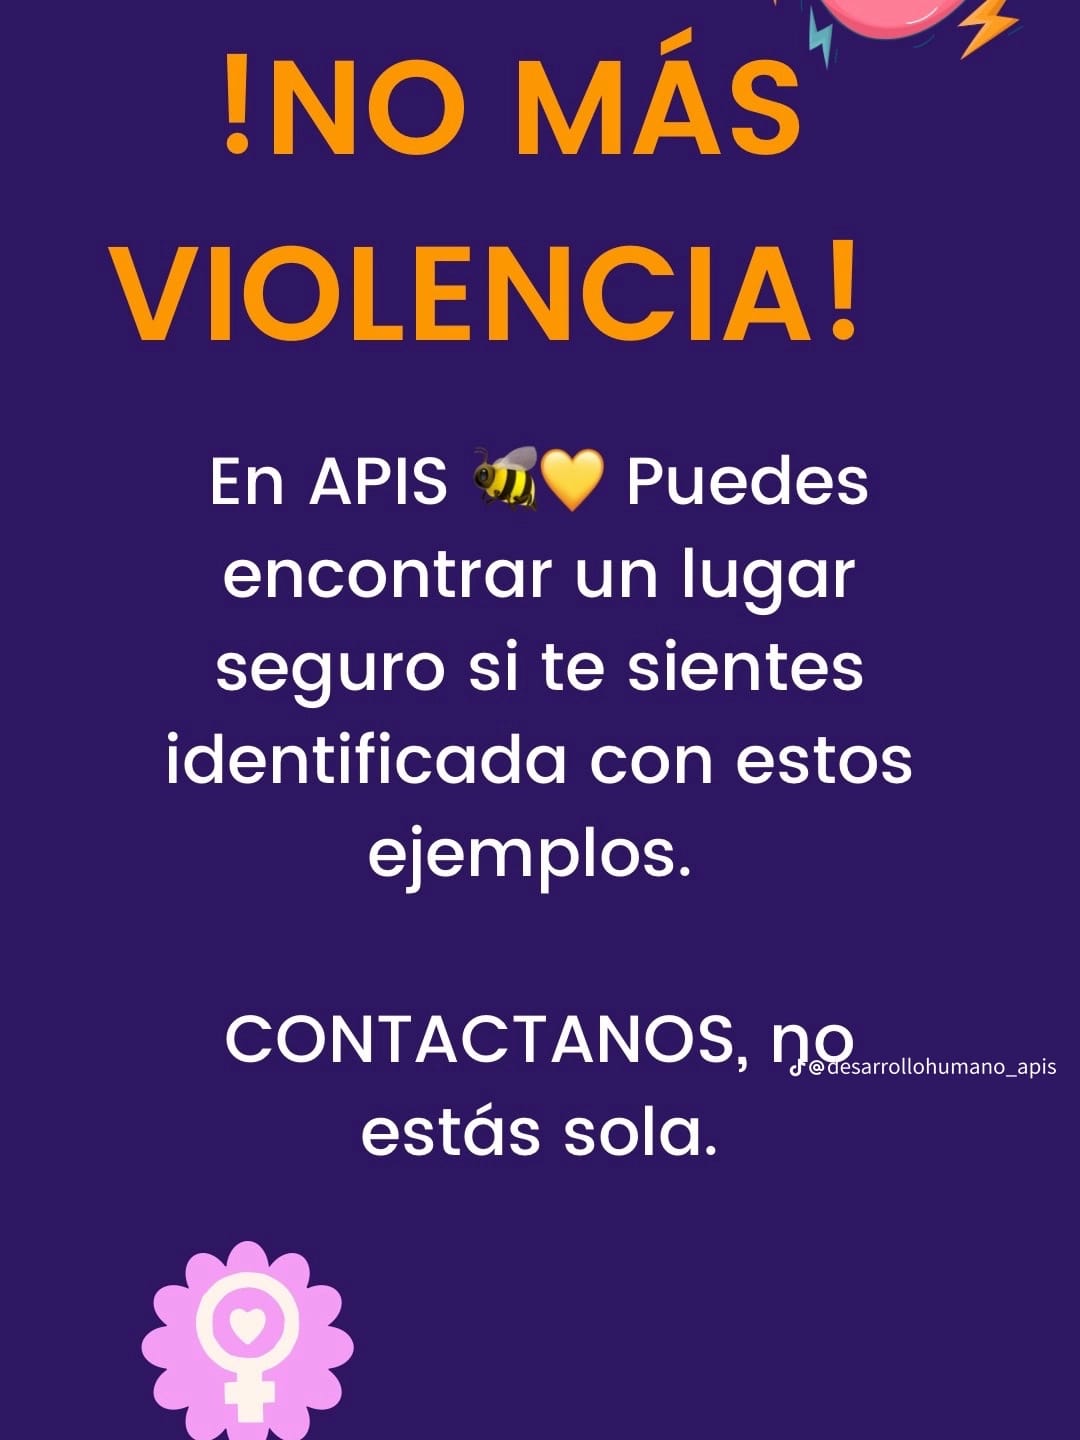 !NO MÁS
VIOLENCIA!
En APIS 🐝💛 Puedes
encontrar un lugar
seguro si te sientes
identificada con estos
ejemplos.
CONTACTANOS, no
@desarrollohumano_apis
estás sola.